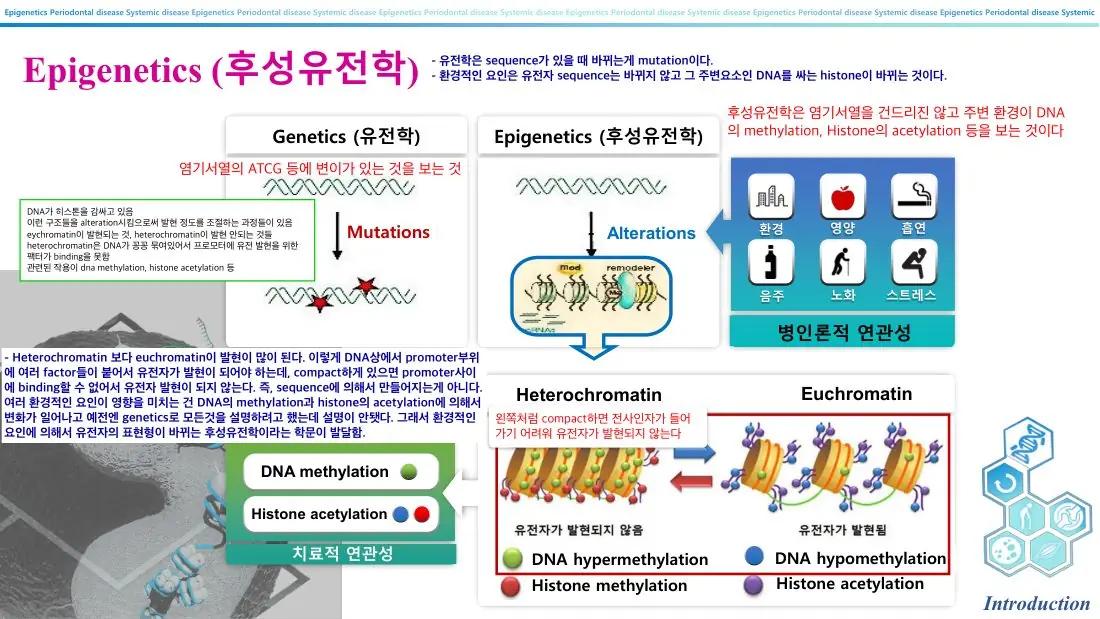 Epigenetics Periodontal disease Systemic disease Epigenetics Periodontal disease Systemic disease Epigenetics Periodontal disease Systemic disease Epigenetics Periodontal disease Systemic disease Epigenetics Periodontal disease Systemic disease Epigenetics Periodontal disease Systemic
Epigenetics (후성유전학)
- 유전학은 sequence가 있을 때 바뀌는게 mutation이다.
- 환경적인 요인은 유전자 sequence는 바뀌지 않고 그 주변요소인 DNA를 싸는 histone이 바뀌는 것이다.
후성유전학은 염기서열을 건드리진 않고 주변 환경이 DNA
의 methylation, Histone의 acetylation 등을 보는 것이다
Genetics (유전학)
염기서열의 ATCG 등에 변이가 있는 것을 보는 것
Mutations
Epigenetics (후성유전학)
Alterations
mod
remodeler
Me
환경
영양
흡연
음주
노화
스트레스
병인론적 연관성
DNA가 히스톤을 감싸고 있음
이런 구조들을 alteration시킴으로써 발현 정도를 조절하는 과정들이 있음
eychromatin이 발현되는 것, heterochromatin이 발현 안되는 것들
heterochromatin은 DNA가 꽁꽁 묶여있어서 프로모터에 유전 발현을 위한
팩터가 binding을 못함
관련된 작용이 dna methylation, histone acetylation 등
- Heterochromatin 보다 euchromatin이 발현이 많이 된다. 이렇게 DNA상에서 promoter부위
에 여러 factor들이 붙어서 유전자가 발현이 되어야 하는데, compact하게 있으면 promoter사이
에 binding할 수 없어서 유전자 발현이 되지 않는다. 즉, sequence에 의해서 만들어지는게 아니다.
여러 환경적인 요인이 영향을 미치는 건 DNA의 methylation과 histone의 acetylation에 의해서
변화가 일어나고 예전엔 genetics로 모든것을 설명하려고 했는데 설명이 안됏다. 그래서 환경적인
요인에 의해서 유전자의 표현형이 바뀌는 후성유전학이라는 학문이 발달함.
DNA methylation
Histone acetylation
치료적 연관성
Heterochromatin
왼쪽처럼 compact하면 전사인자가 들어
가기 어려워 유전자가 발현되지 않는다
유전자가 발현되지 않음
DNA hypermethylation
Histone methylation
Euchromatin
유전자가 발현됨
DNA hypomethylation
Histone acetylation
Introduction